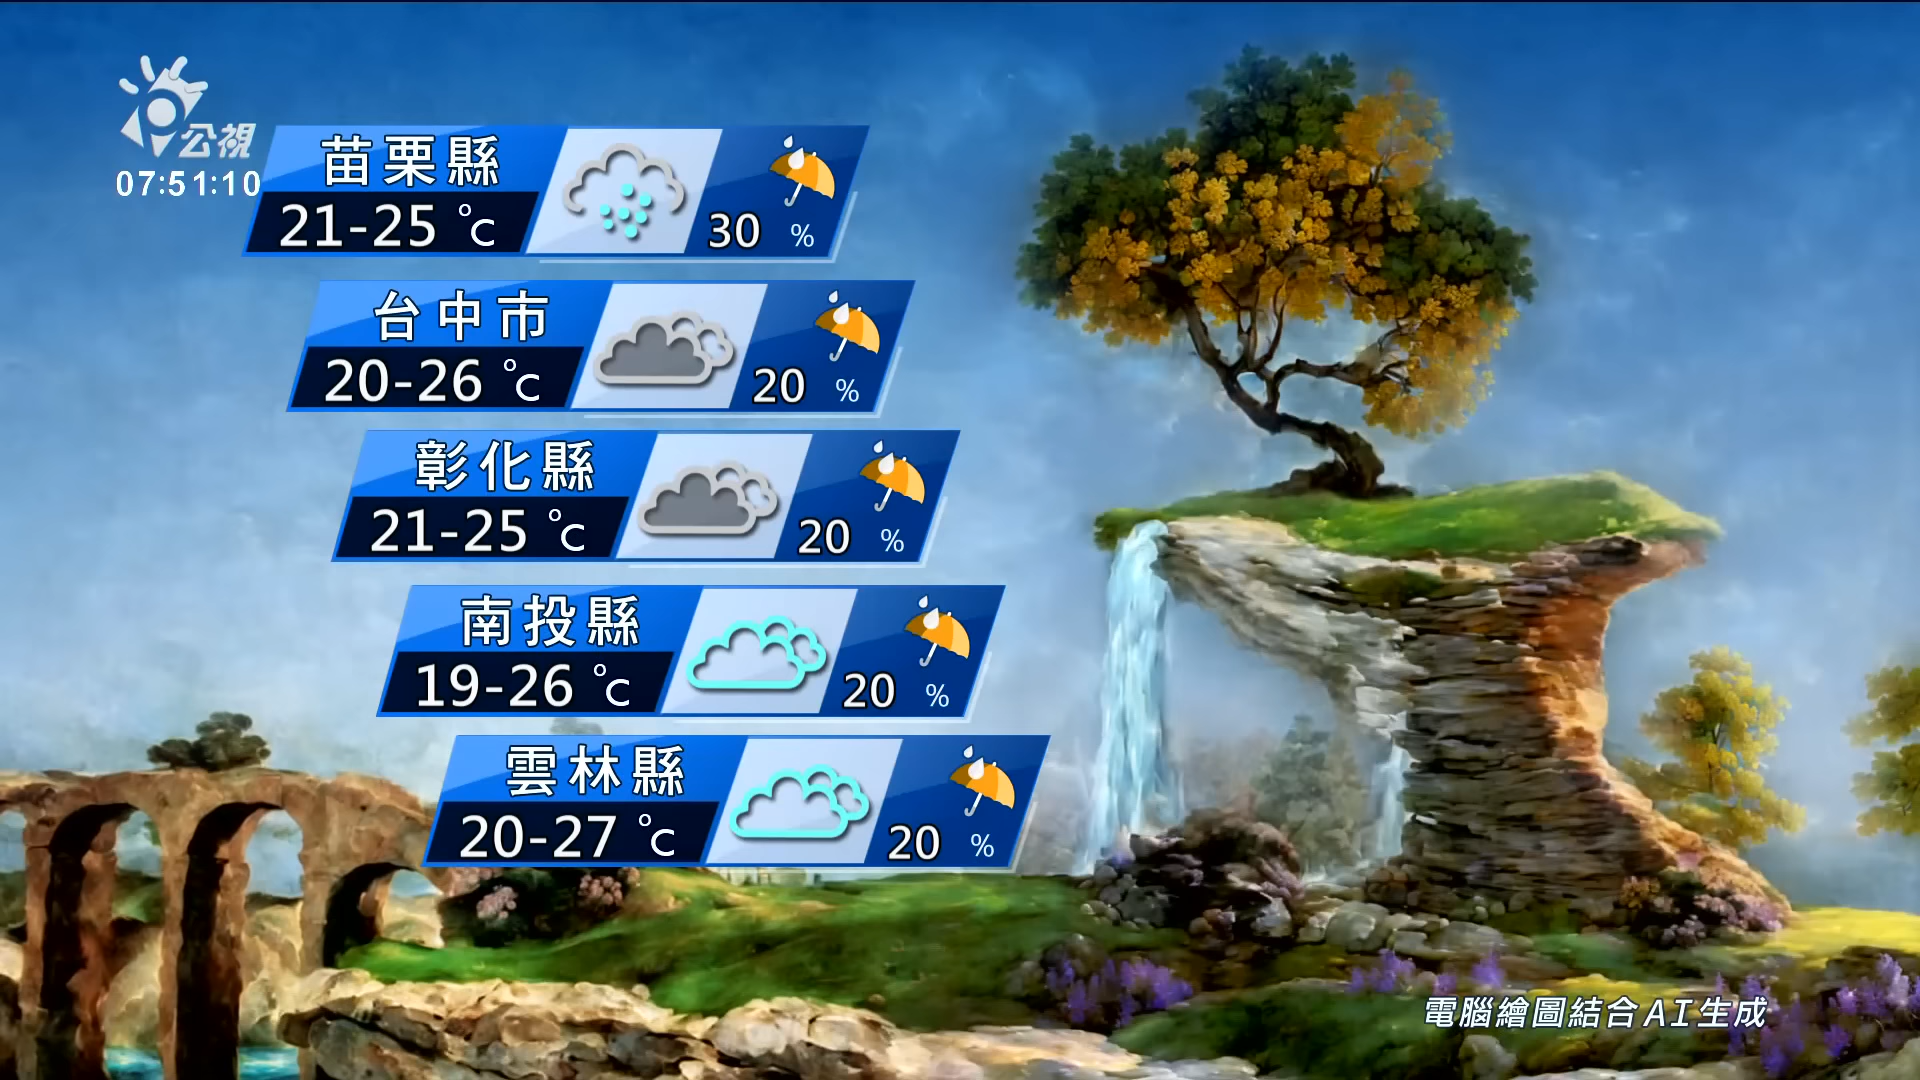 公視
07:51:10
苗栗縣
21-25 °C
30 %
台中市
20-26 °C
20 %
彰化縣
21-25 °C
20 %
南投縣
19-26 °C
20 %
雲林縣
20-27 °C
20 %
電腦繪圖結合AI生成